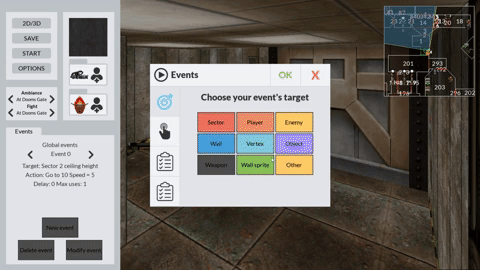 2D/3D
SAVE
START
OPTIONS
Ambiance
At Dooms Gate
Fight
At Dooms Gate
Events
Global events
Event 0
Target: Sector 2 ceiling height
Action: Go to 10 Speed = 5
Delay: 0 Max uses: 1
New event
Delete event
Modify event
Events
OK
X
Choose your event's target
Sector
Player
Enemy
Wall
Vertex
Object
Weapon
Wall sprite
Other
201
293
203
18